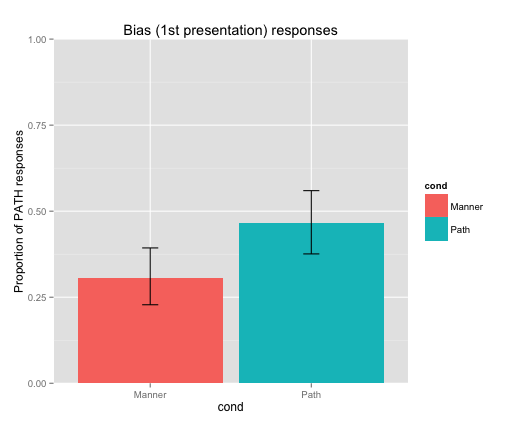 Bias (1st presentation) responses
Proportion of PATH responses
1.00
0.75
0.50
0.25
0.00
Manner
Path
cond
cond
Manner
Path